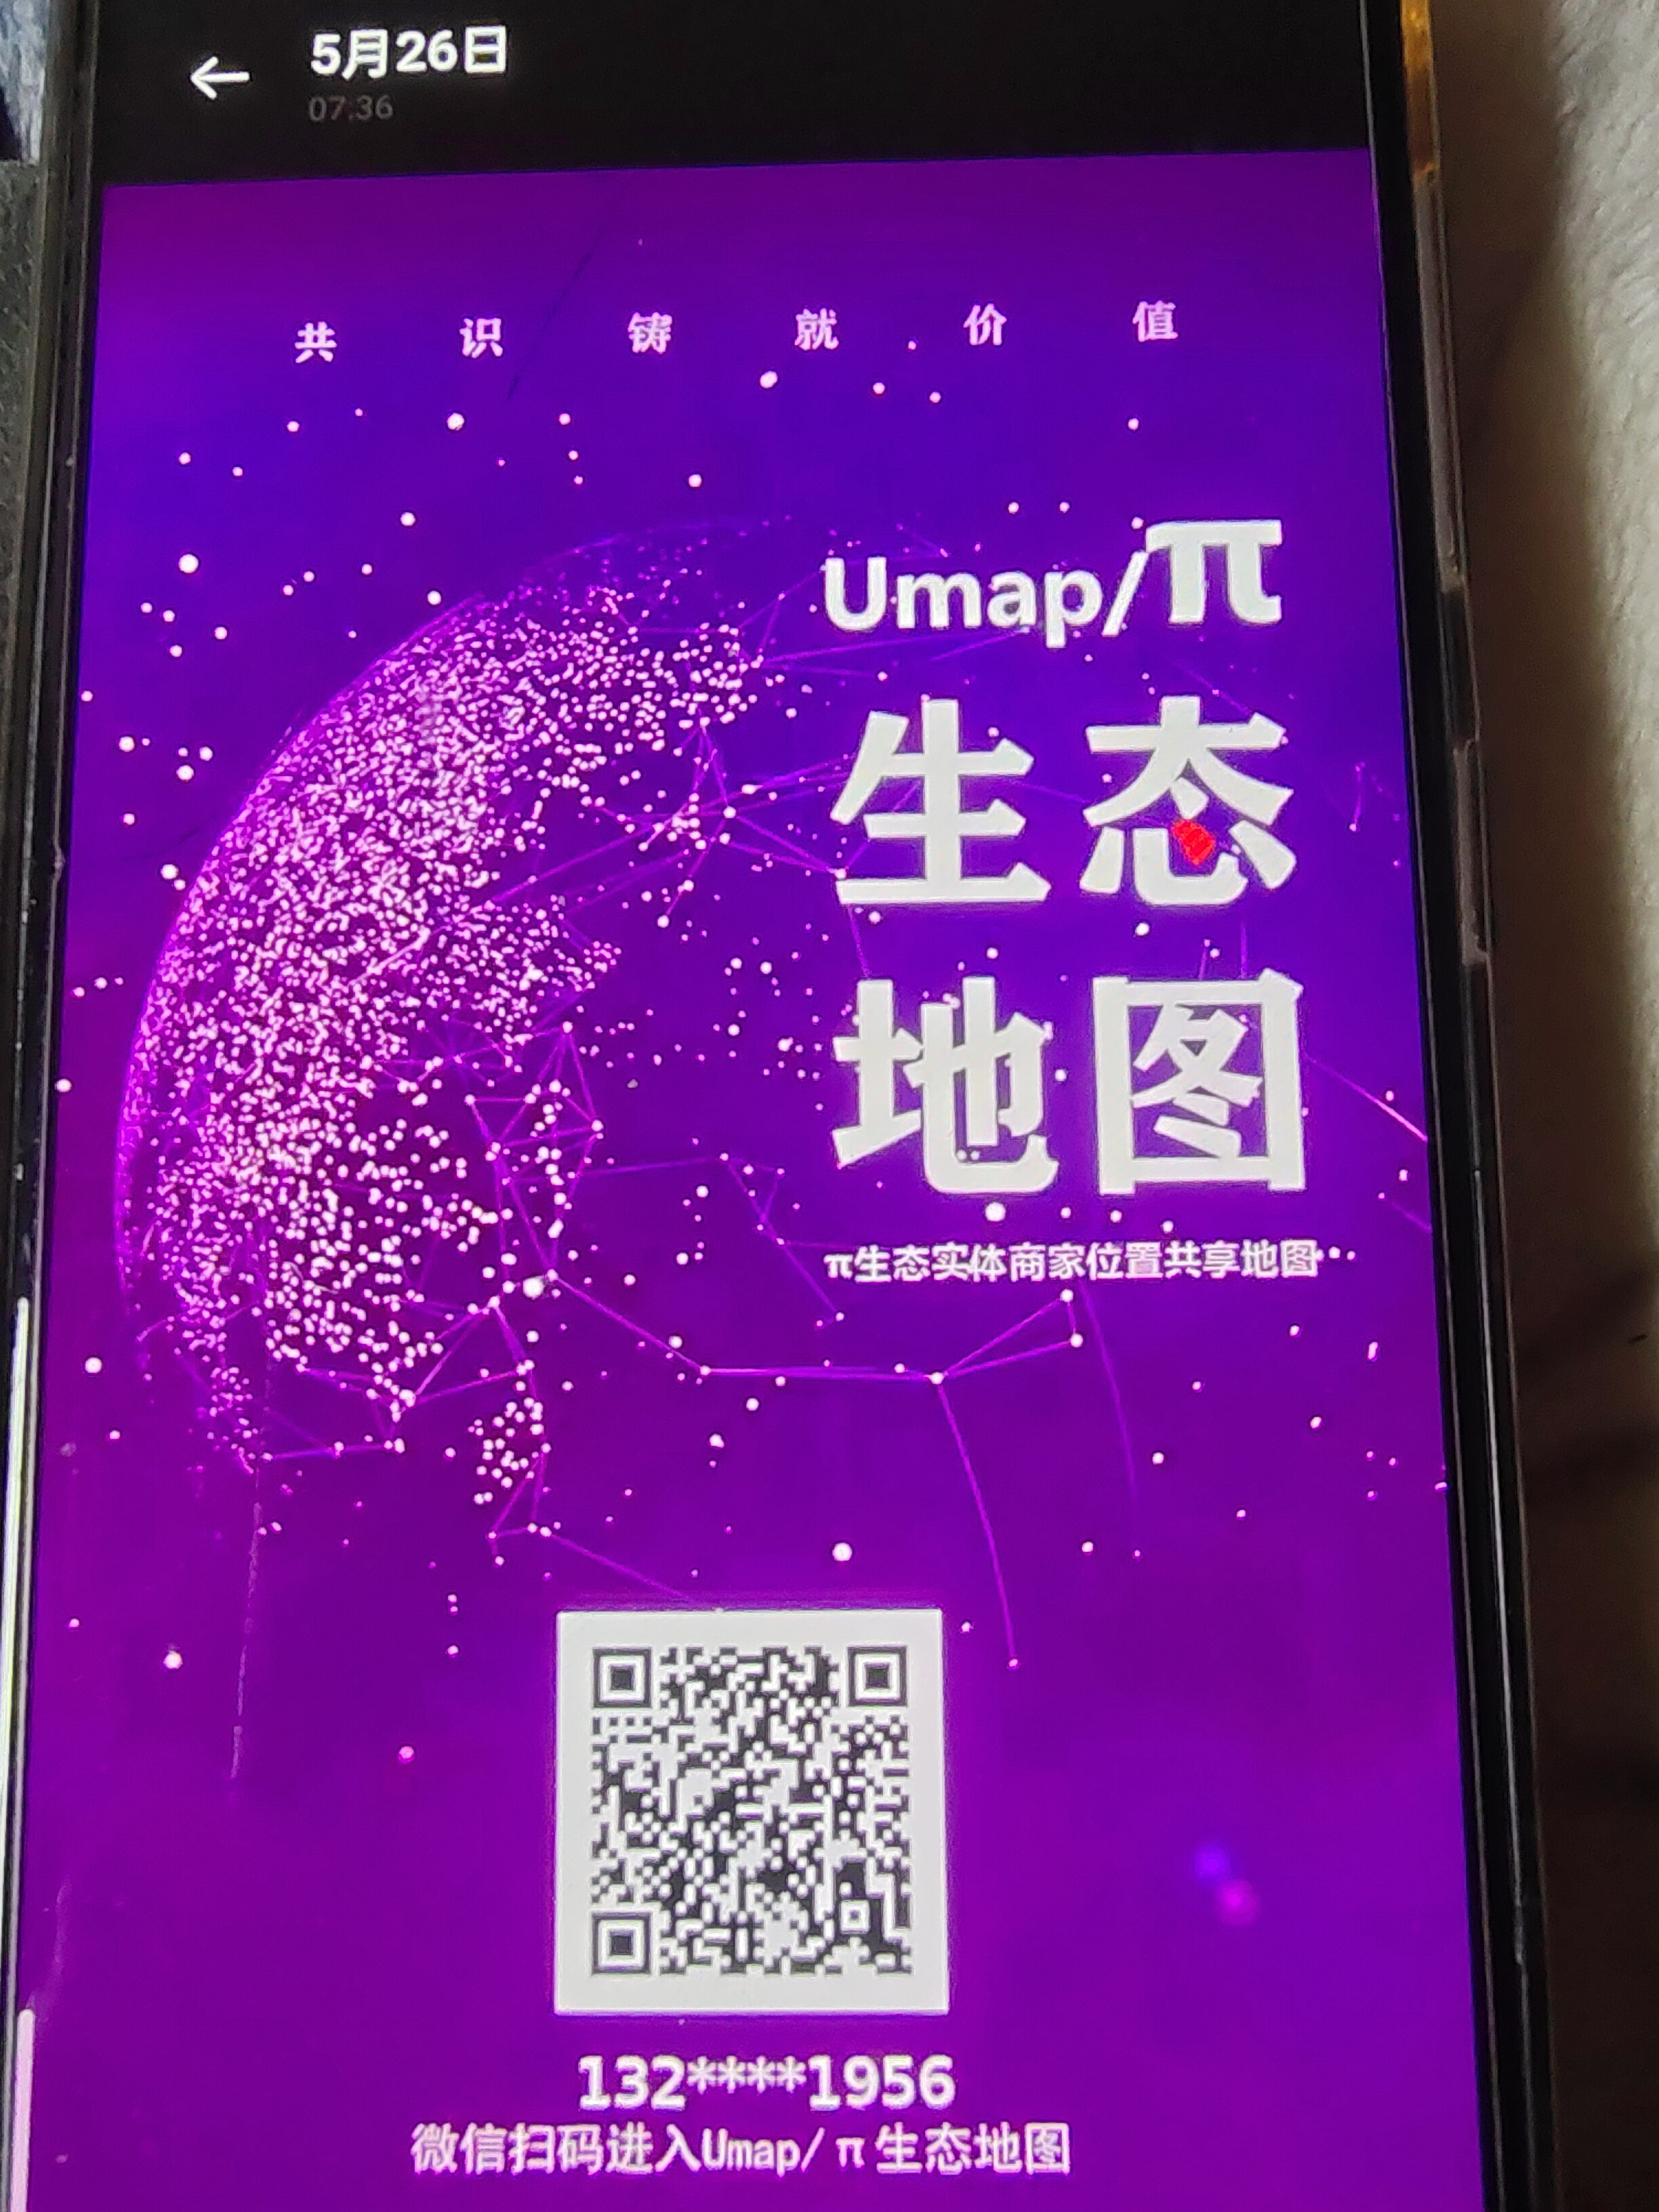 5月26日
07:36
共识铸就价值
Umap/π
生态
地图
π生态实体商家位置共享地图
132****1956
微信扫码进入Umap/π生态地图